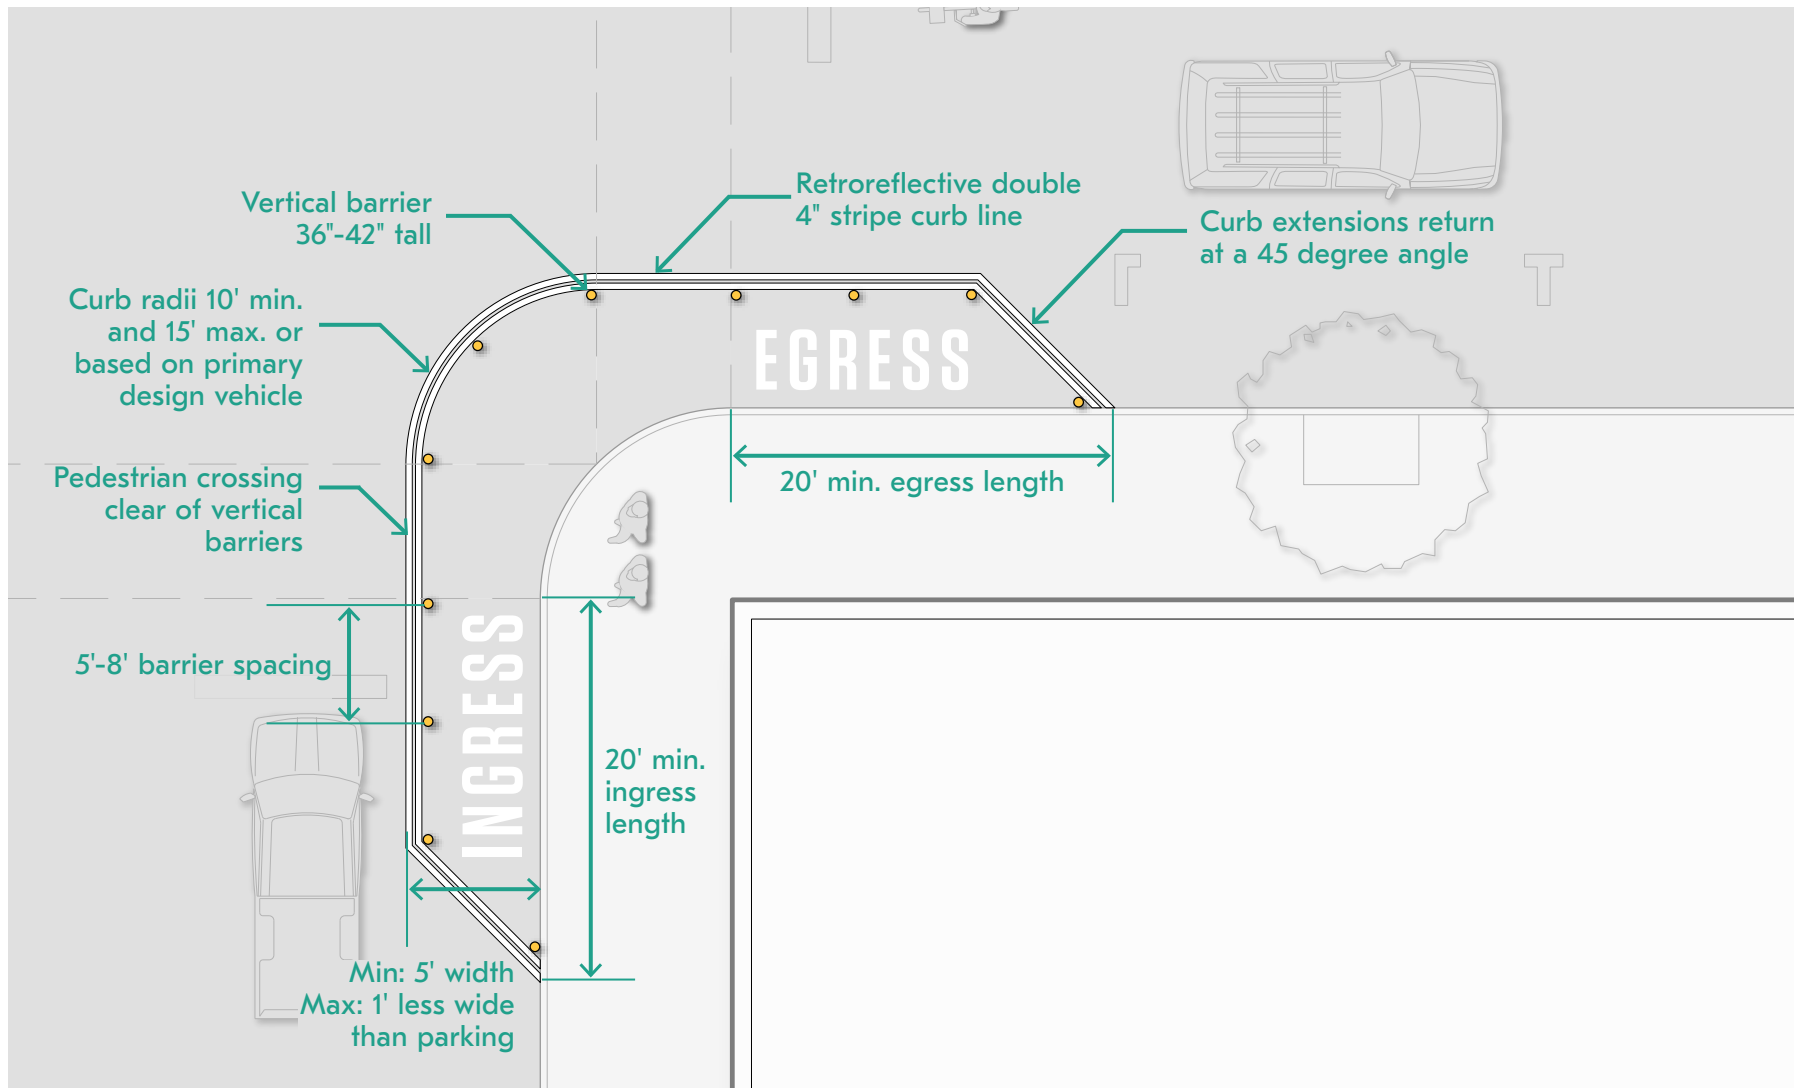 Retroreflective double
4" stripe curb line
Vertical barrier
36"-42" tall
Curb extensions return
at a 45 degree angle
Curb radii 10' min.
and 15' max. or
based on primary
design vehicle
EGRESS
Pedestrian crossing
clear of vertical
barriers
20' min. egress length
INGRESS
5'-8' barrier spacing
20' min.
ingress
length
Min: 5' width
Max: 1' less wide
than parking